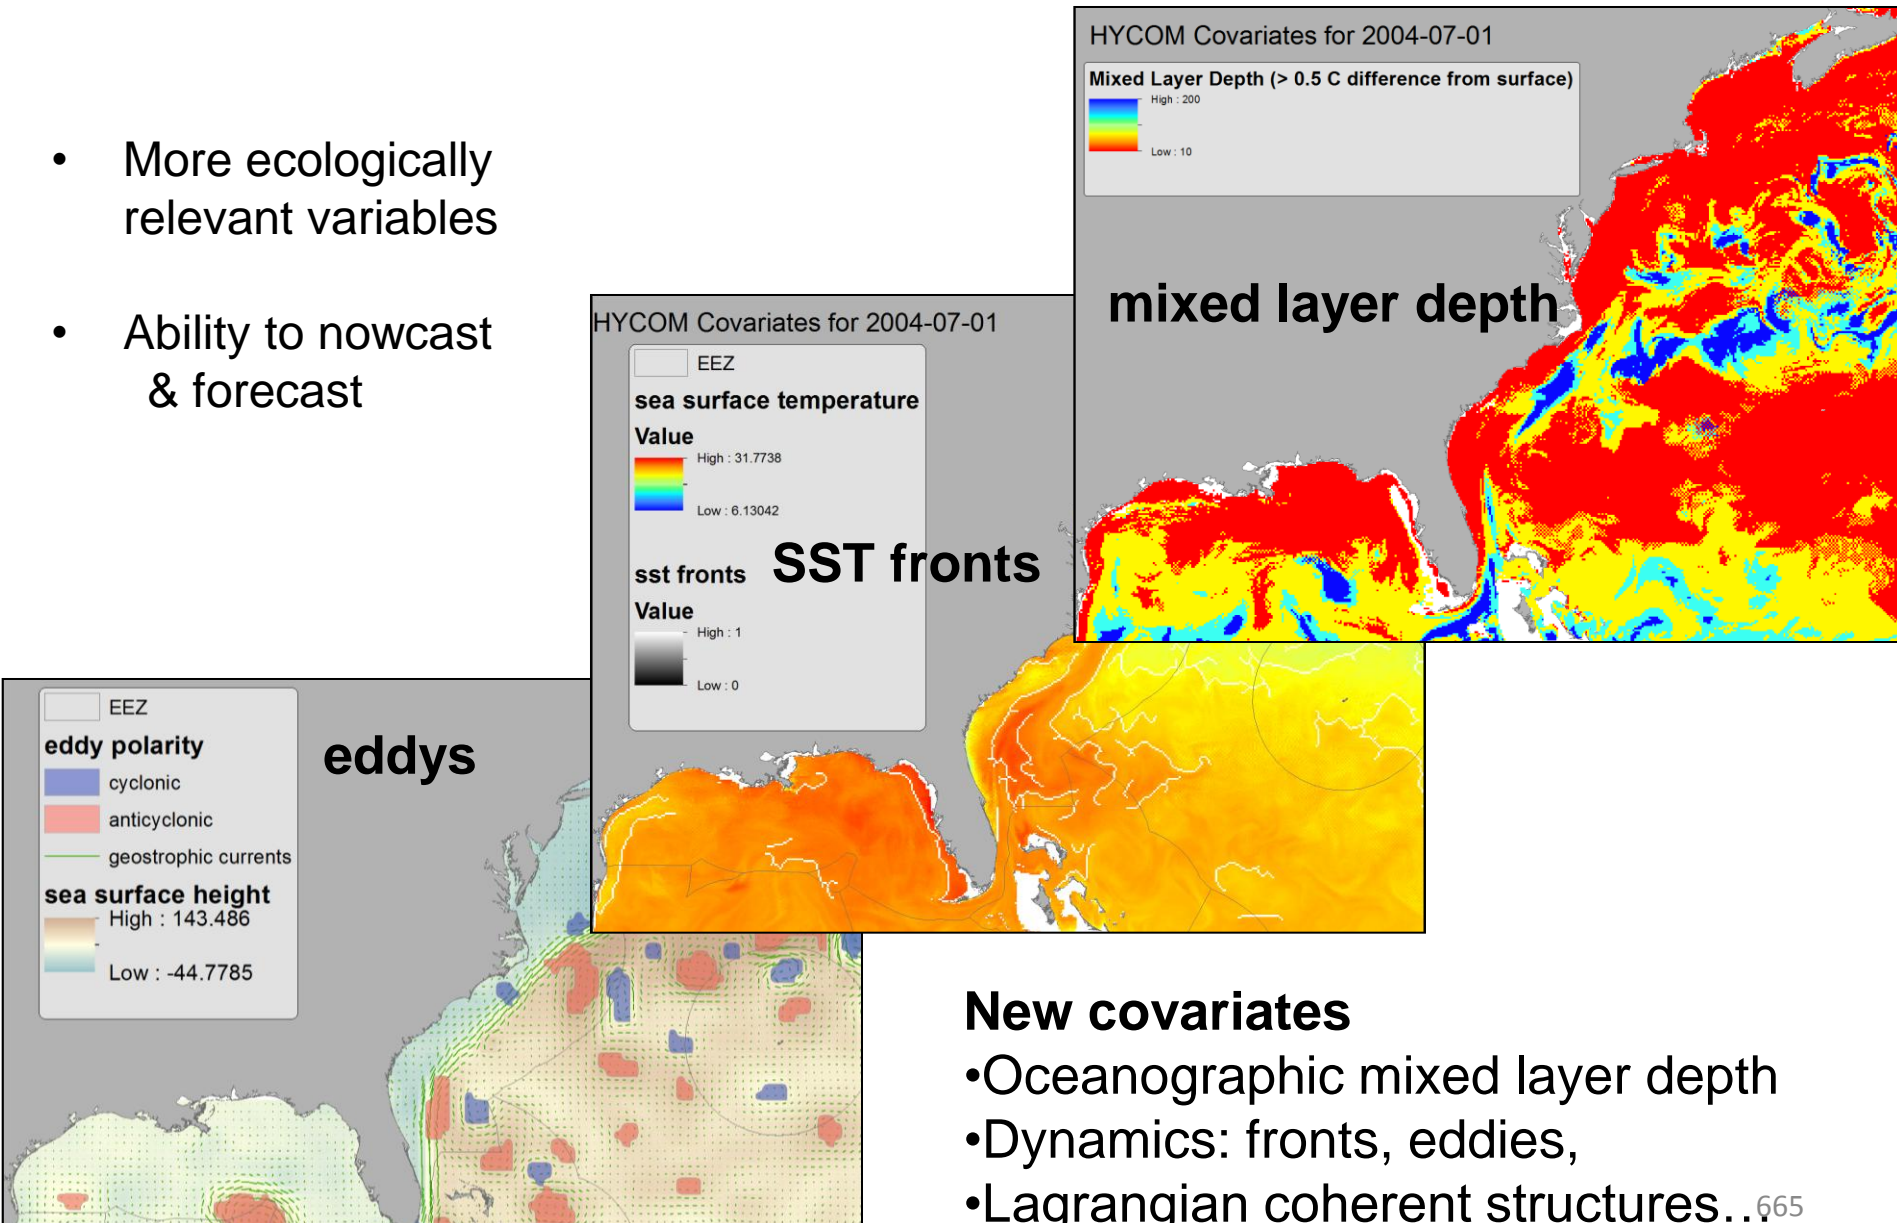 • More ecologically
relevant variables
• Ability to nowcast
& forecast
HYCOM Covariates for 2004-07-01
Mixed Layer Depth (> 0.5 C difference from surface)
High : 200
Low : 10
mixed layer depth
HYCOM Covariates for 2004-07-01
EEZ
sea surface temperature
Value
High : 31.7738
Low : 6.13042
sst fronts
Value
High : 1
Low : 0
SST fronts
EEZ
eddy polarity
cyclonic
anticyclonic
geostrophic currents
sea surface height
High : 143.486
Low : -44.7785
eddys
New covariates
•Oceanographic mixed layer depth
•Dynamics: fronts, eddies,
•Lagrangian coherent structures…
665